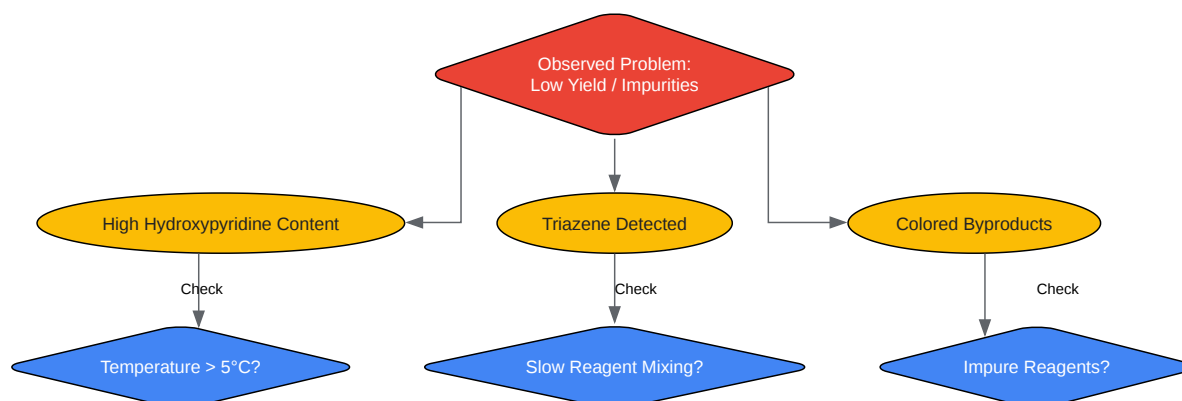 Observed Problem:
Low Yield / Impurities
High Hydroxypyridine Content
Triazene Detected
Colored Byproducts
Check
Check
Check
Temperature > 5°C?
Slow Reagent Mixing?
Impure Reagents?